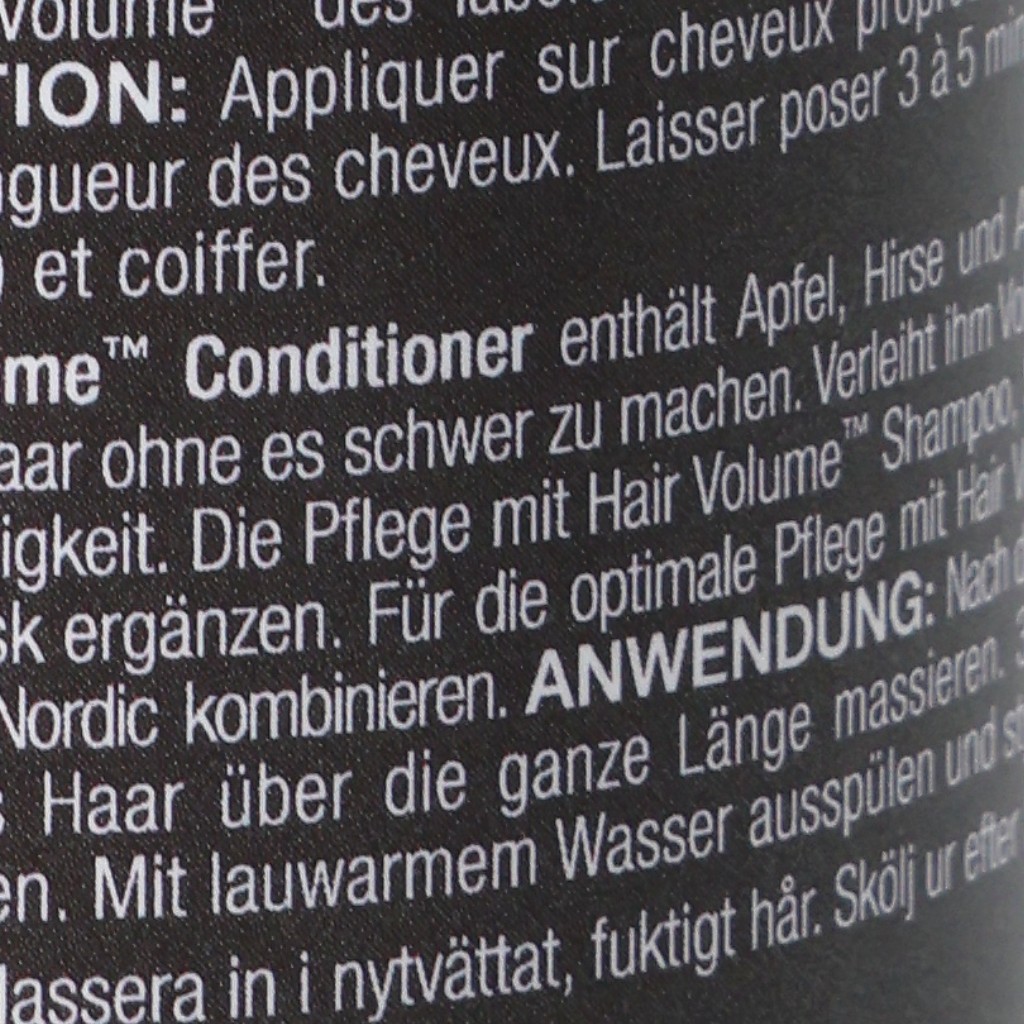 des
TION: Appliquer sur cheveux
gueur des cheveux. Laisser poser 3 à 5
et coiffer.
me™ Conditioner enthält Apfel, Hirse und
aar ohne es schwer zu machen. Verleiht ihm
igkeit. Die Pflege mit Hair Volume™ Shampoo,
sk ergänzen. Für die optimale Pflege mit Hair
Nordic kombinieren. ANWENDUNG: Nach
Haar über die ganze Länge massieren.
en. Mit lauwarmem Wasser ausspülen und
assera in i nytvättat, fuktigt hår. Skölj ur efter